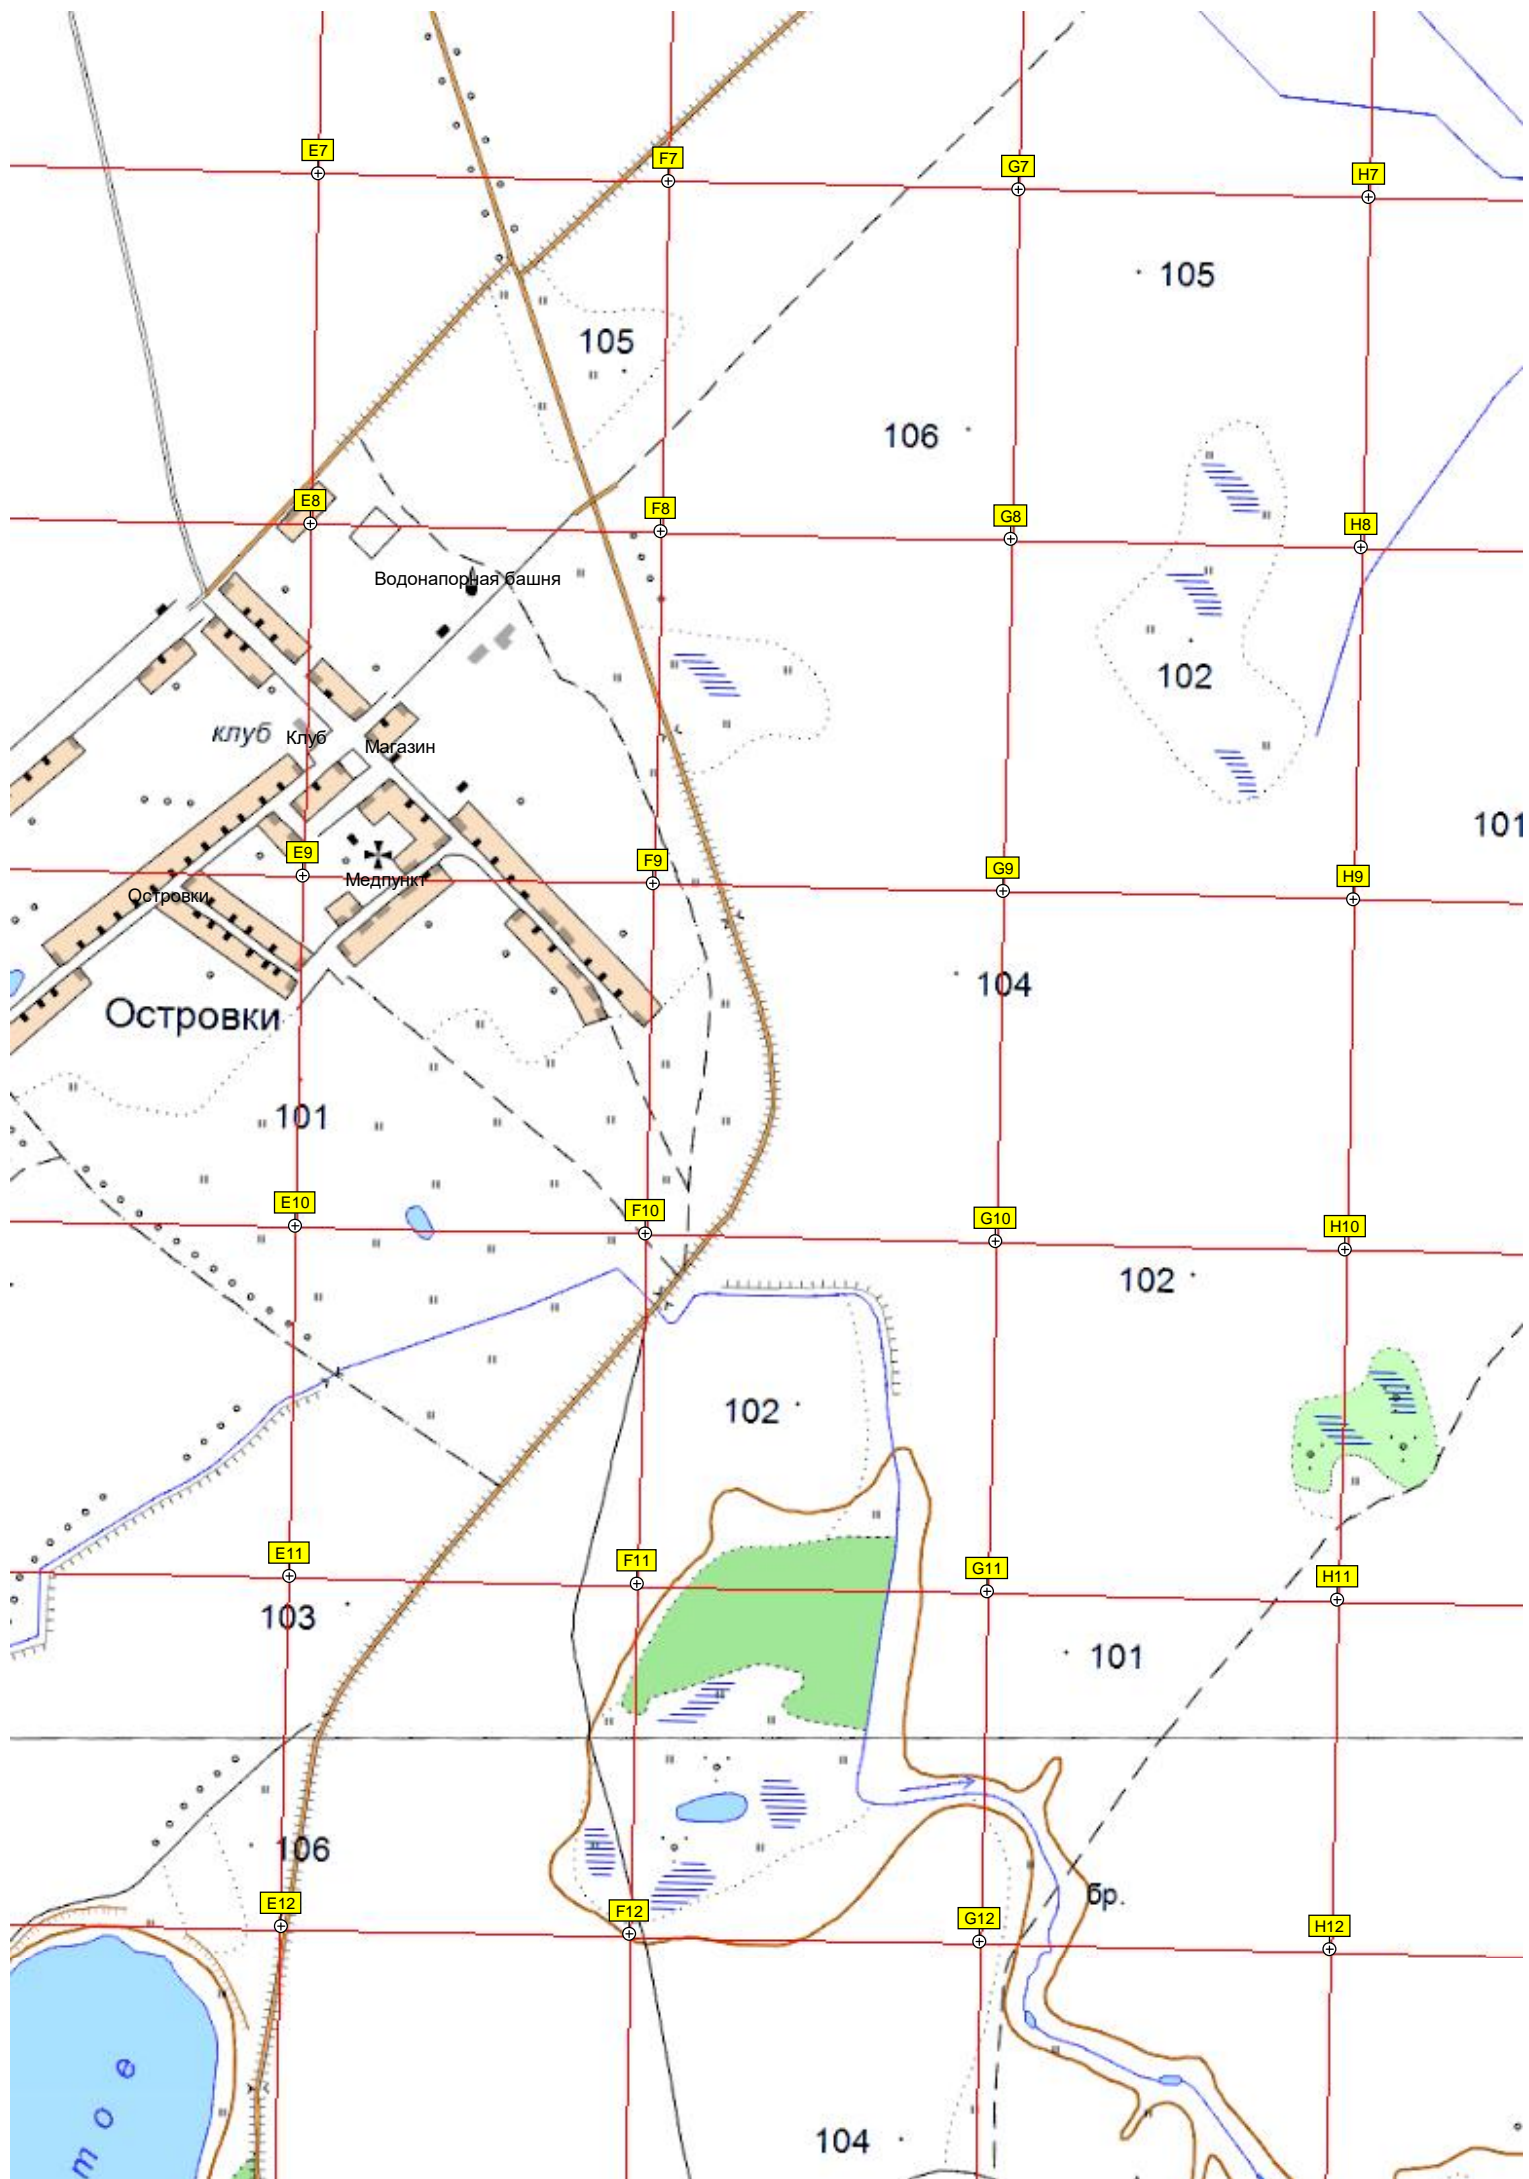 E7
F7
G7
H7
105
105
106
E8
F8
G8
H8
Водонапорная башня
102
клуб
Клуб
Магазин
101
E9
F9
G9
H9
Медпункт
Островки
104
Островки
101
E10
F10
G10
H10
102
102
E11
F11
G11
H11
103
101
106
бр.
E12
F12
G12
H12
т о е
104